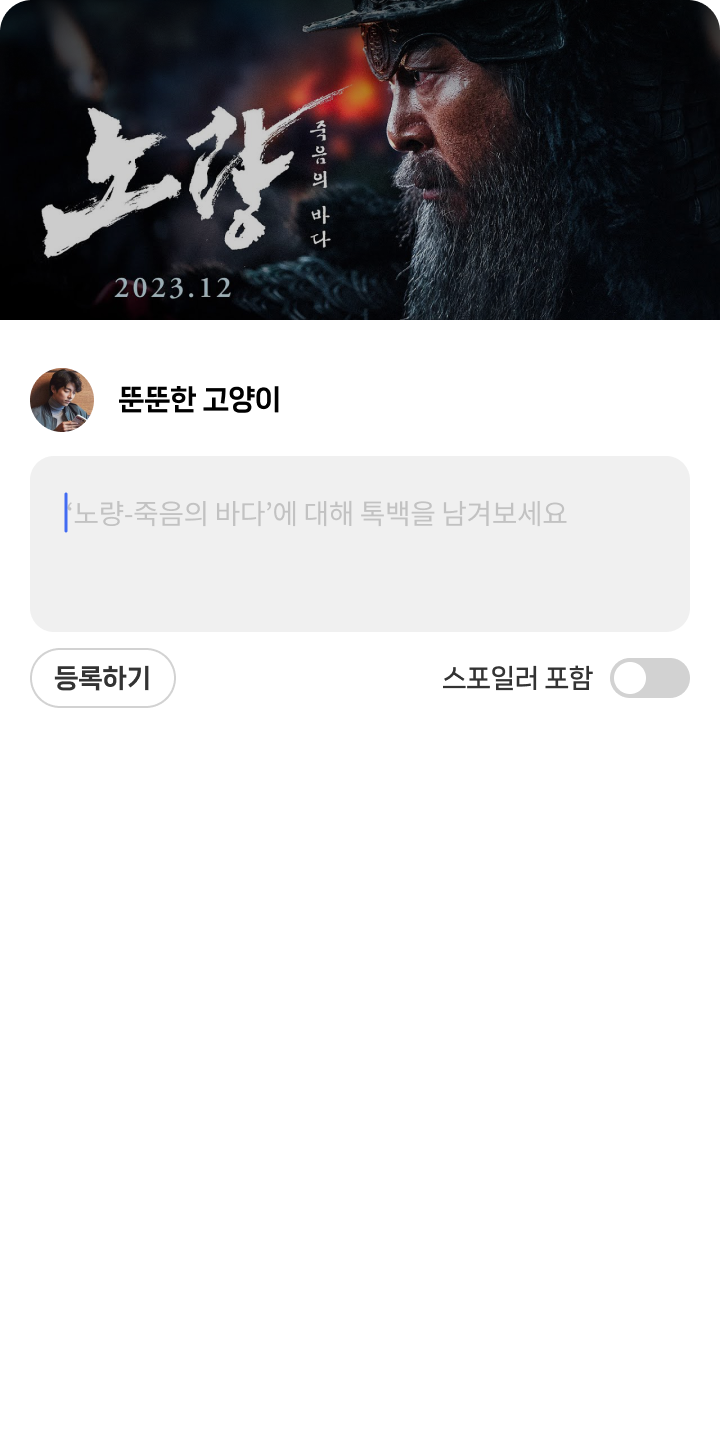 노량
죽음의 바다
2023.12
뚠뚠한 고양이
‘노량-죽음의 바다’에 대해 톡백을 남겨보세요
등록하기
스포일러 포함